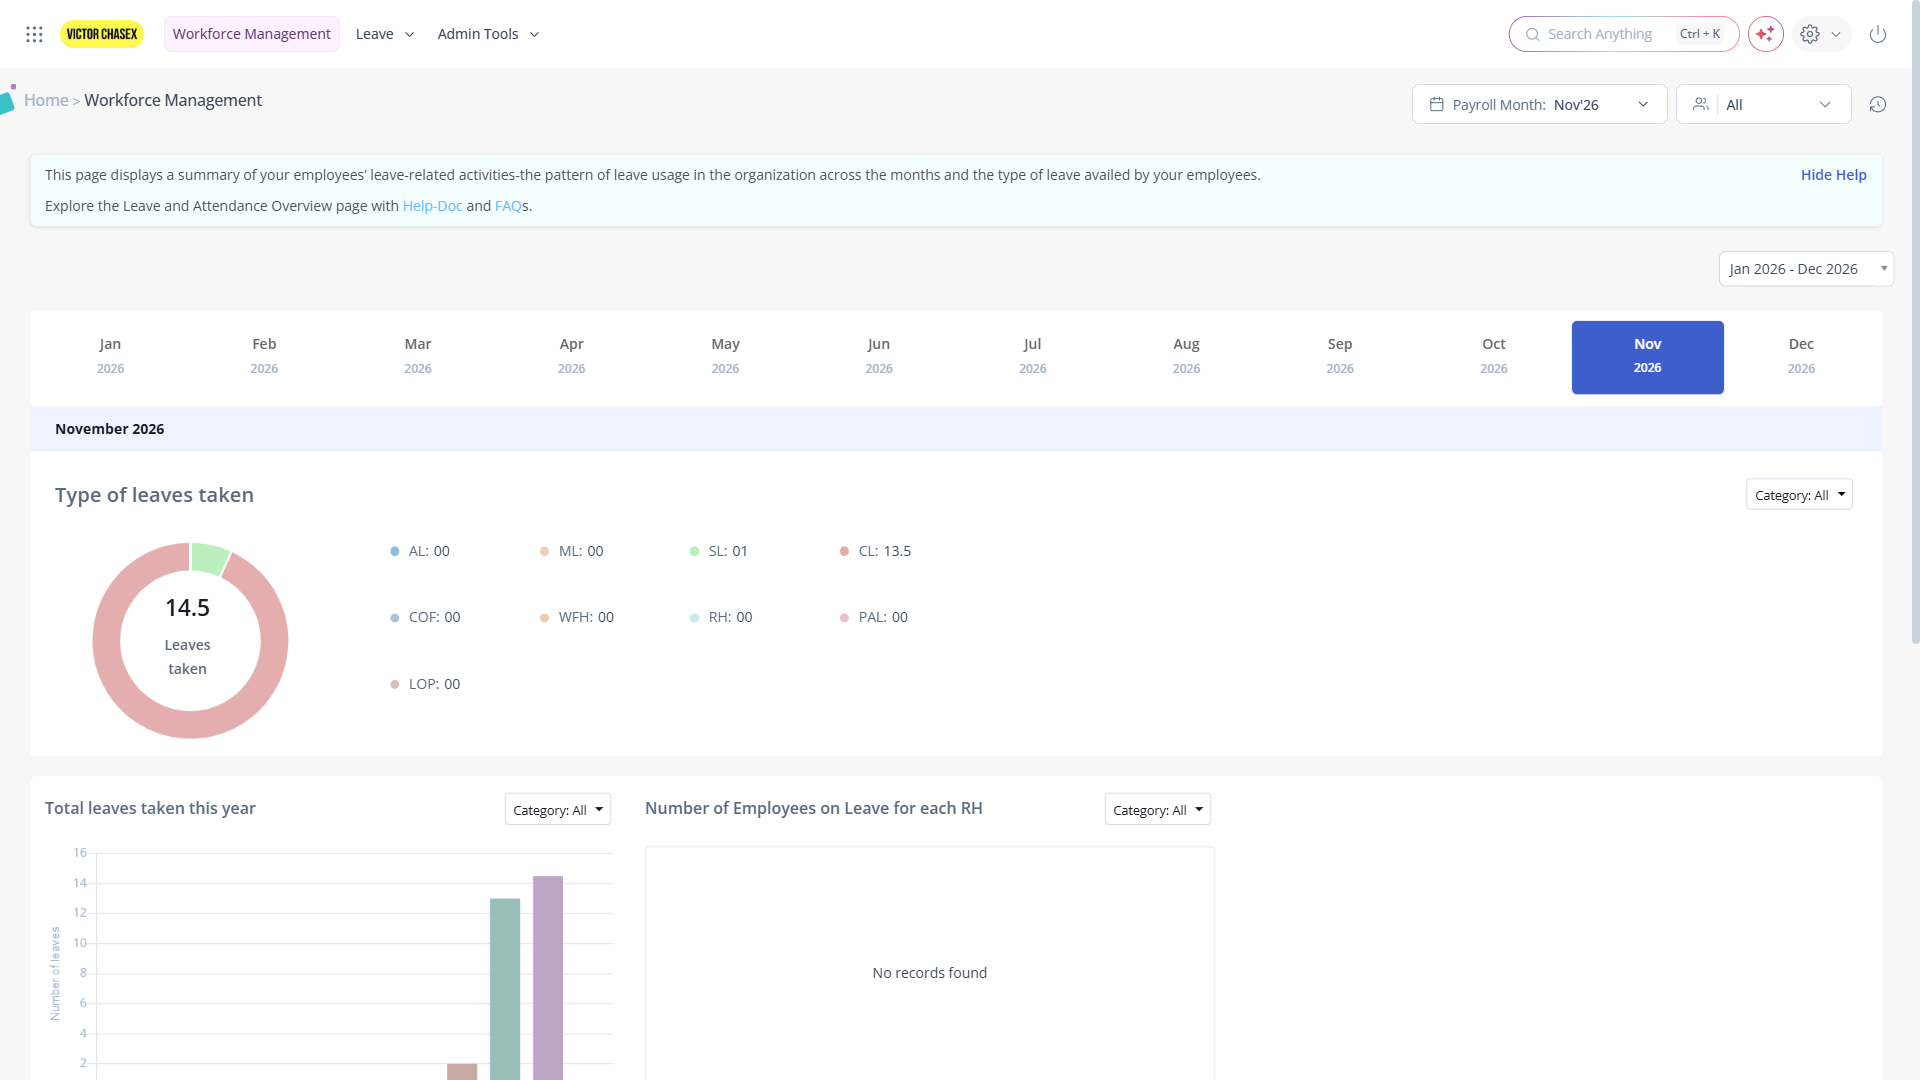 VICTOR CHASEX
Workforce Management
Leave
Admin Tools
Search Anything
Ctrl + K
Home > Workforce Management
Payroll Month: Nov'26
All
This page displays a summary of your employees' leave-related activities-the pattern of leave usage in the organization across the months and the type of leave availed by your employees.
Hide Help
Explore the Leave and Attendance Overview page with Help-Doc and FAQs.
Jan 2026 - Dec 2026
Jan Feb Mar Apr May Jun Jul Aug Sep Oct Nov Dec
2026 2026 2026 2026 2026 2026 2026 2026 2026 2026 2026 2026
November 2026
Type of leaves taken
Category: All
14.5
Leaves
taken
AL: 00 ML: 00 SL: 01 CL: 13.5
COF: 00 WFH: 00 RH: 00 PAL: 00
LOP: 00
Total leaves taken this year
Category: All
Number of leaves
16
14
12
10
8
6
4
2
Number of Employees on Leave for each RH
Category: All
No records found